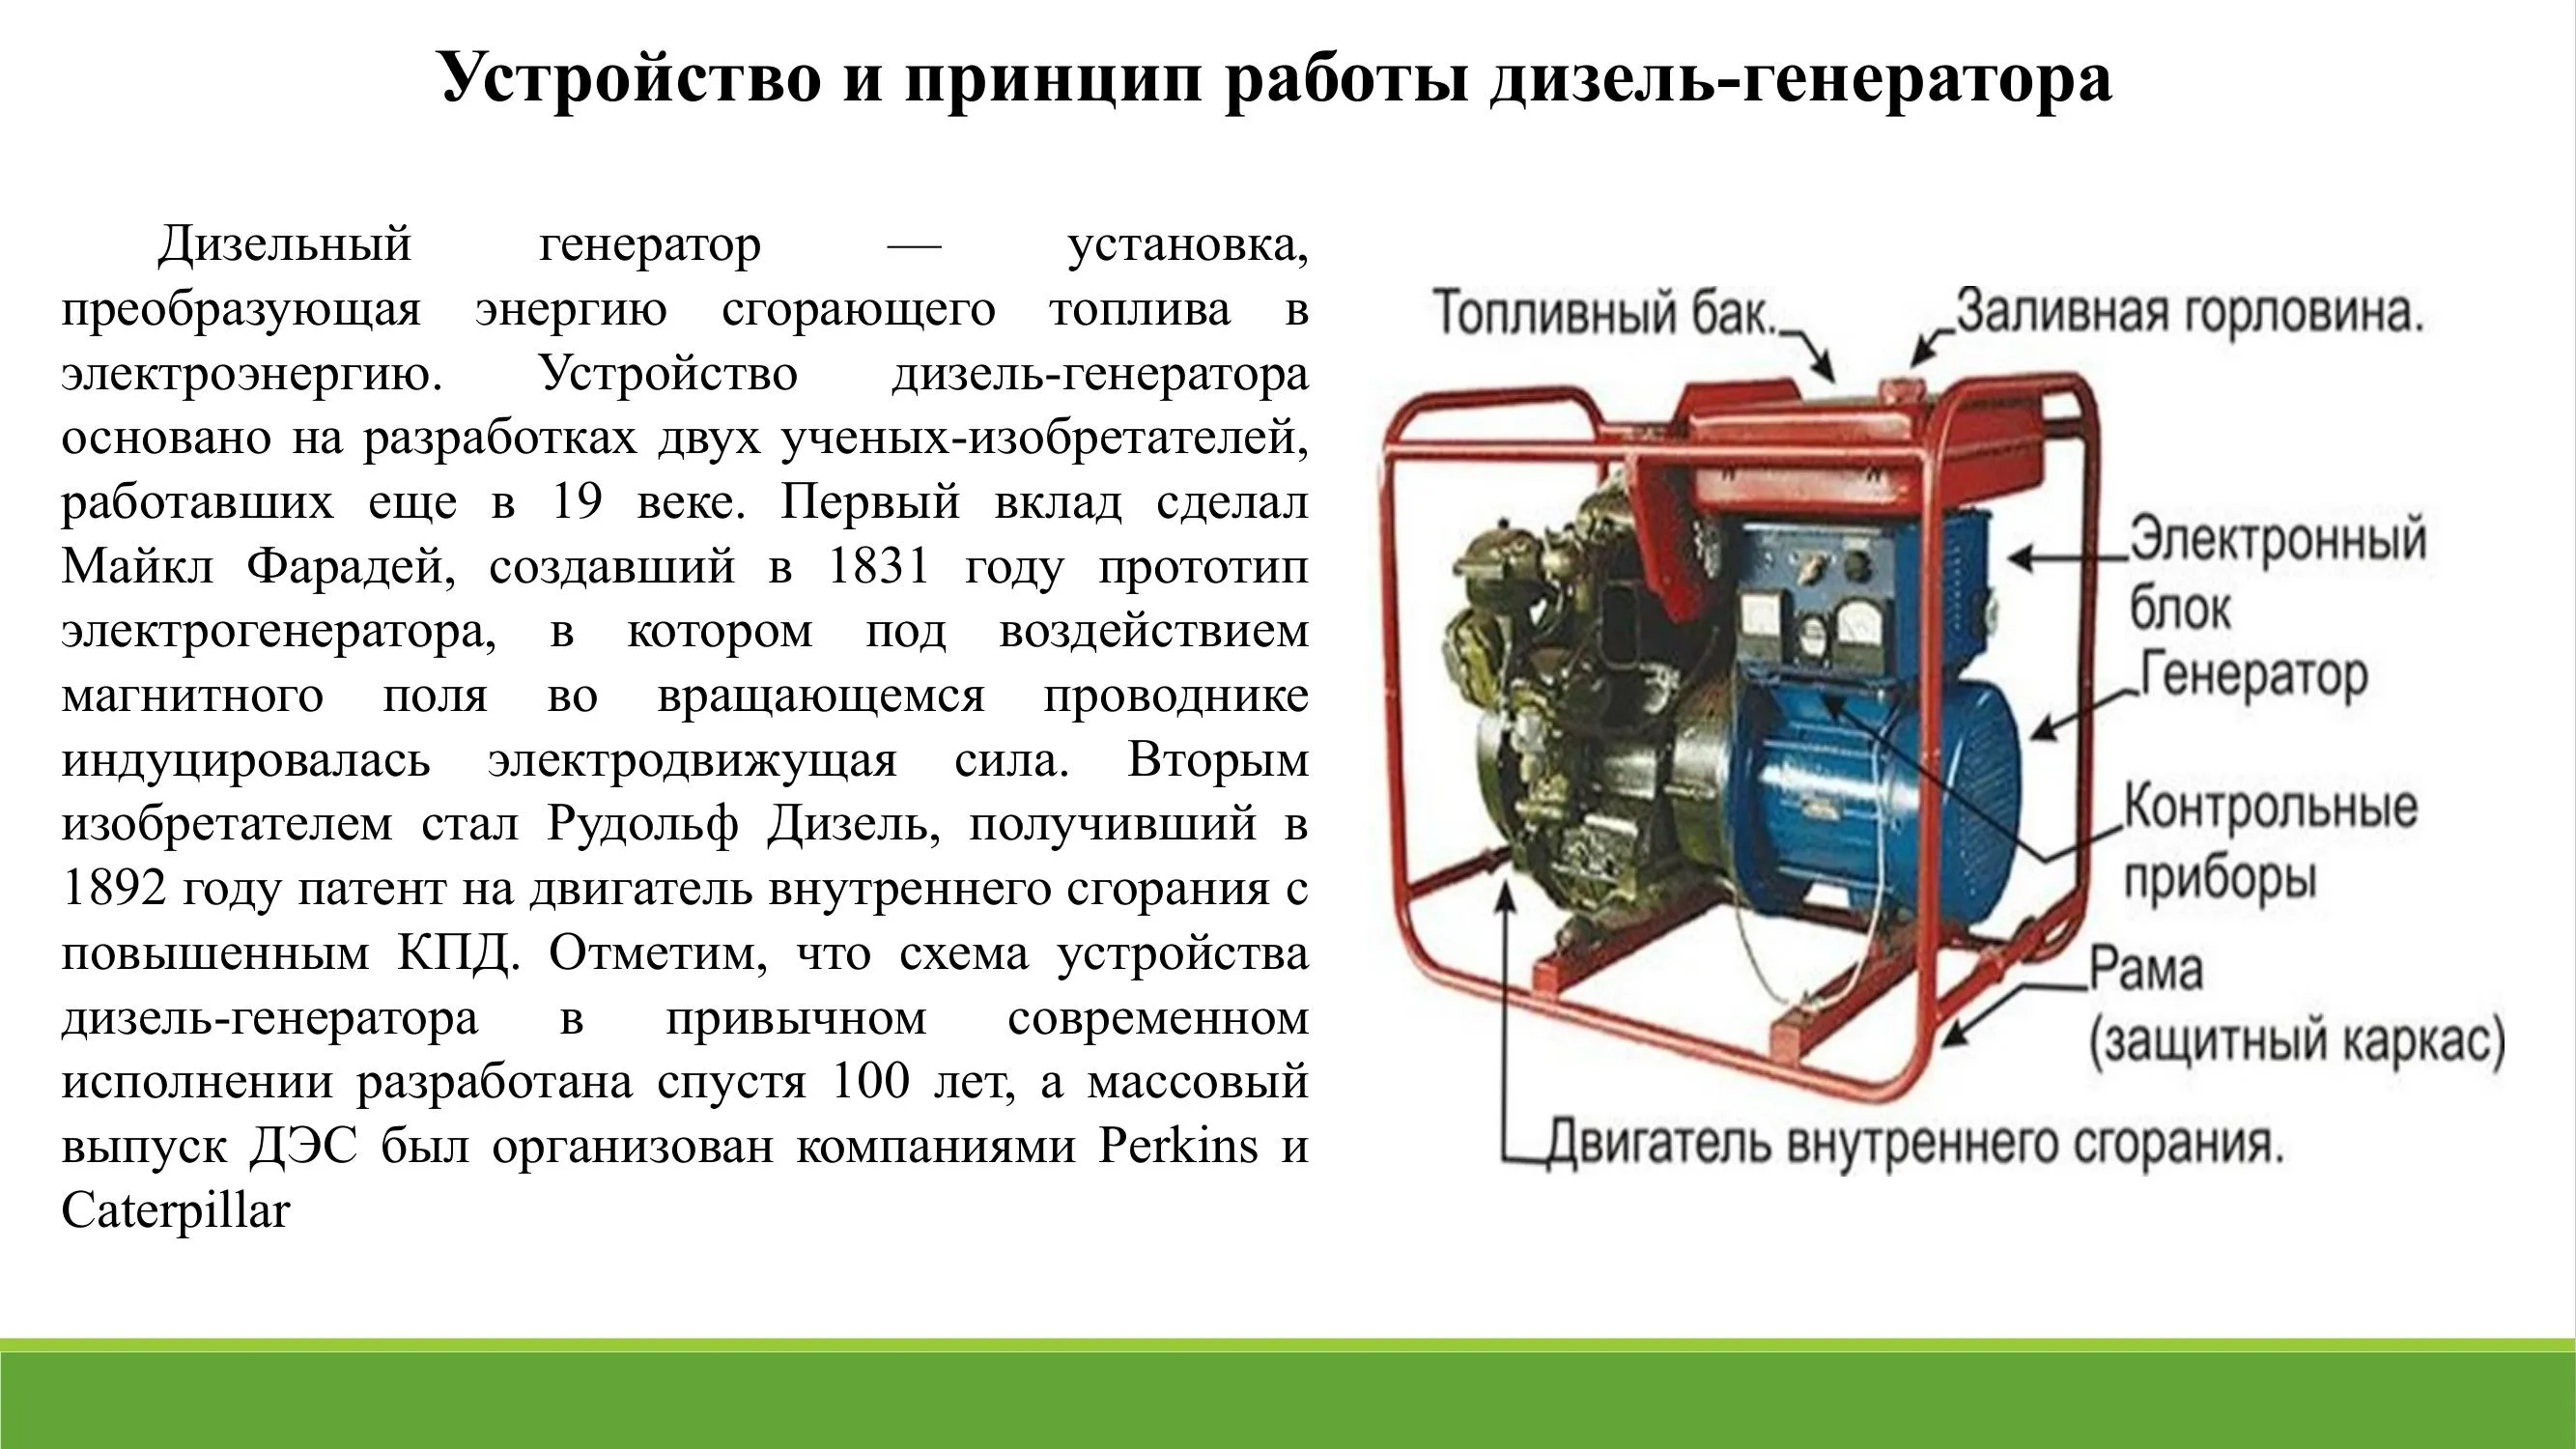 Устройство и принцип работы дизель-генератора
Дизельный генератор — установка,
преобразующая энергию сгорающего топлива в
электроэнергию. Устройство дизель-генератора
основано на разработках двух ученых-изобретателей,
работавших еще в 19 веке. Первый вклад сделал
Майкл Фарадей, создавший в 1831 году прототип
электрогенератора, в котором под воздействием
магнитного поля во вращающемся проводнике
индуцировалась электродвижущая сила. Вторым
изобретателем стал Рудольф Дизель, получивший в
1892 году патент на двигатель внутреннего сгорания с
повышенным КПД. Отметим, что схема устройства
дизель-генератора в привычном современном
исполнении разработана спустя 100 лет, а массовый
выпуск ДЭС был организован компаниями Perkins и
Caterpillar
Топливный бак.
Заливная горловина.
Электронный
блок
Генератор
Контрольные
приборы
Рама
(защитный каркас)
Двигатель внутреннего сгорания.